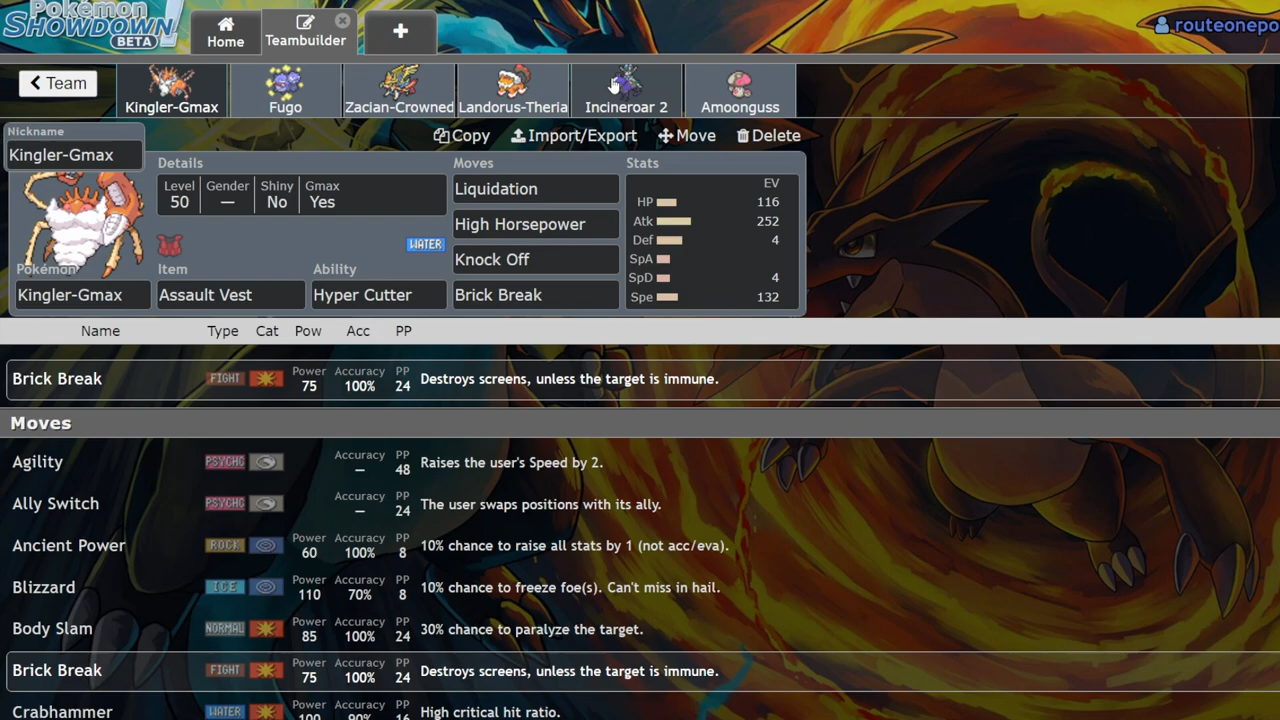 Pokémon
SHOWDOWN!
BETA
Home
Teambuilder
routeonepo
Team
Kingler-Gmax
Fugo
Zacian-Crowned
Landorus-Theria
Incineroar 2
Amoonguss
Copy
Import/Export
Move
Delete
Nickname
Kingler-Gmax
Details
Level
50
Gender
—
Shiny
No
Gmax
Yes
WATER
Pokémon
Kingler-Gmax
Item
Assault Vest
Ability
Hyper Cutter
Moves
Liquidation
High Horsepower
Knock Off
Brick Break
Stats
EV
HP 116
Atk 252
Def 4
SpA
SpD 4
Spe 132
Name Type Cat Pow Acc PP
Brick Break FIGHT Power 75 Accuracy 100% PP 24 Destroys screens, unless the target is immune.
Moves
Agility PSYCHC Accuracy — PP 48 Raises the user's Speed by 2.
Ally Switch PSYCHC Accuracy — PP 24 The user swaps positions with its ally.
Ancient Power ROCK Power 60 Accuracy 100% PP 8 10% chance to raise all stats by 1 (not acc/eva).
Blizzard ICE Power 110 Accuracy 70% PP 8 10% chance to freeze foe(s). Can't miss in hail.
Body Slam NORMAL Power 85 Accuracy 100% PP 24 30% chance to paralyze the target.
Brick Break FIGHT Power 75 Accuracy 100% PP 24 Destroys screens, unless the target is immune.
Crabhammer WATER Power 100 Accuracy 90% PP 16 High critical hit ratio.